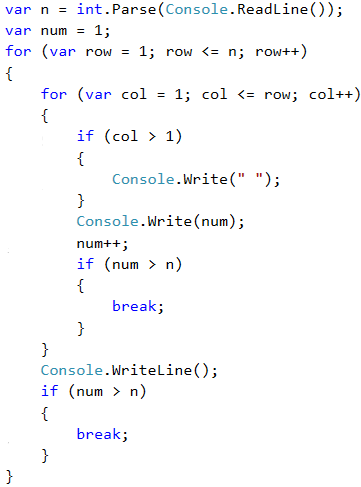 var n = int.Parse(Console.ReadLine());
var num = 1;
for (var row = 1; row <= n; row++)
{
    for (var col = 1; col <= row; col++)
    {
        if (col > 1)
        {
            Console.Write(" ");
        }
        Console.Write(num);
        num++;
        if (num > n)
        {
            break;
        }
    }
    Console.WriteLine();
    if (num > n)
    {
        break;
    }
}